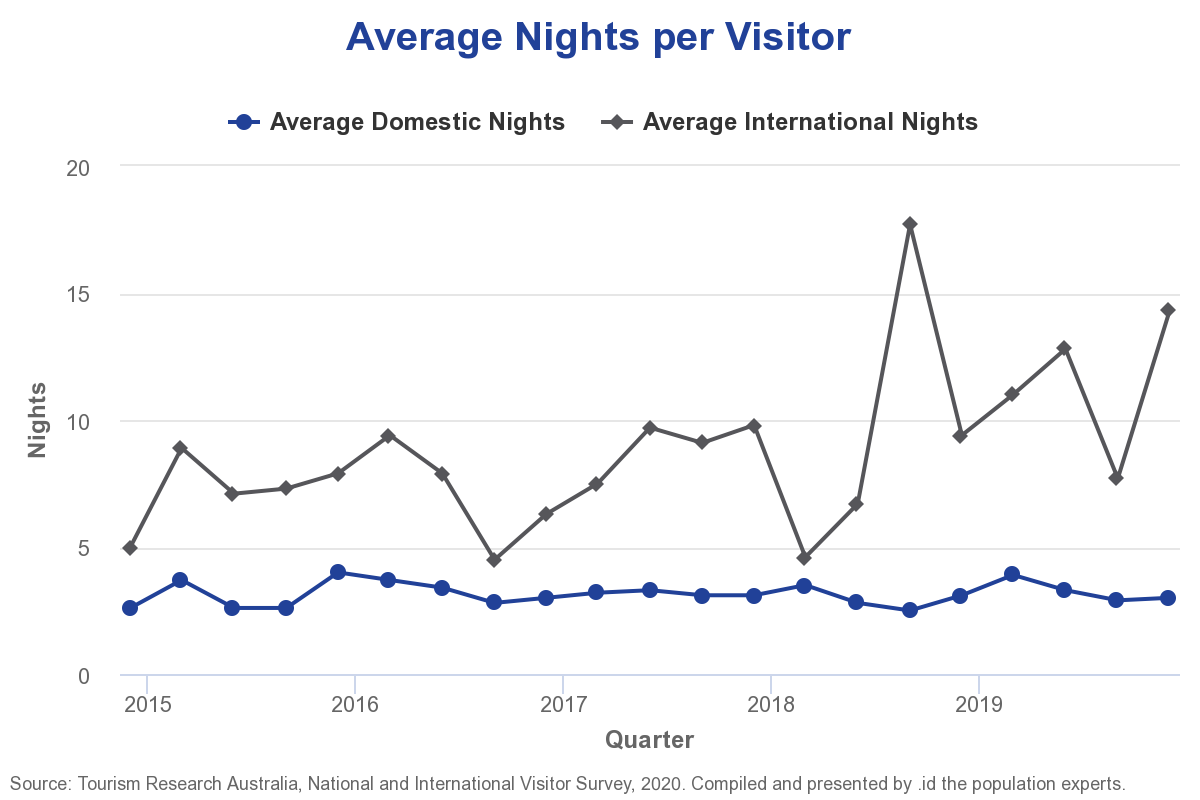 Average Nights per Visitor
Average Domestic Nights Average International Nights
20
15
10
5
0
Nights
2015 2016 2017 2018 2019
Quarter
Source: Tourism Research Australia, National and International Visitor Survey, 2020. Compiled and presented by .id the population experts.